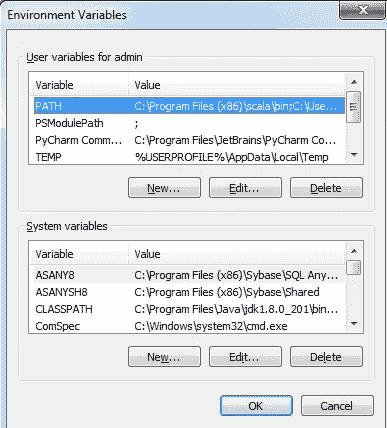 Environment Variables
User variables for admin
Variable Value
PATH C:\Program Files (x86)\scala\bin;C:\Use...
PSModulePath ;
PyCharm Comm... C:\Program Files\JetBrains\PyCharm Co...
TEMP %USERPROFILE%\AppData\Local\Temp
New... Edit... Delete
System variables
Variable Value
ASANY8 C:\Program Files (x86)\Sybase\SQL Any...
ASANYSH8 C:\Program Files (x86)\Sybase\Shared
CLASSPATH C:\Program Files\Java\jdk1.8.0_201\bin...
ComSpec C:\Windows\system32\cmd.exe
New... Edit... Delete
OK Cancel